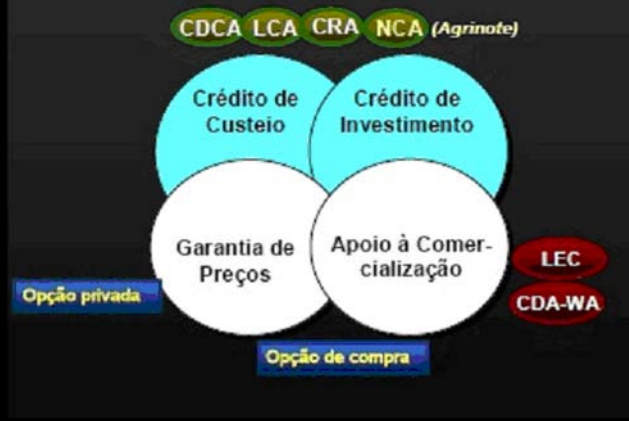 CDCA LCA CRA NCA (Agrinote)
Crédito de
Custeio
Crédito de
Investimento
Garantia de
Preços
Apoio à Comer-
cialização
LEC
CDA-WA
Opção privada
Opção de compra